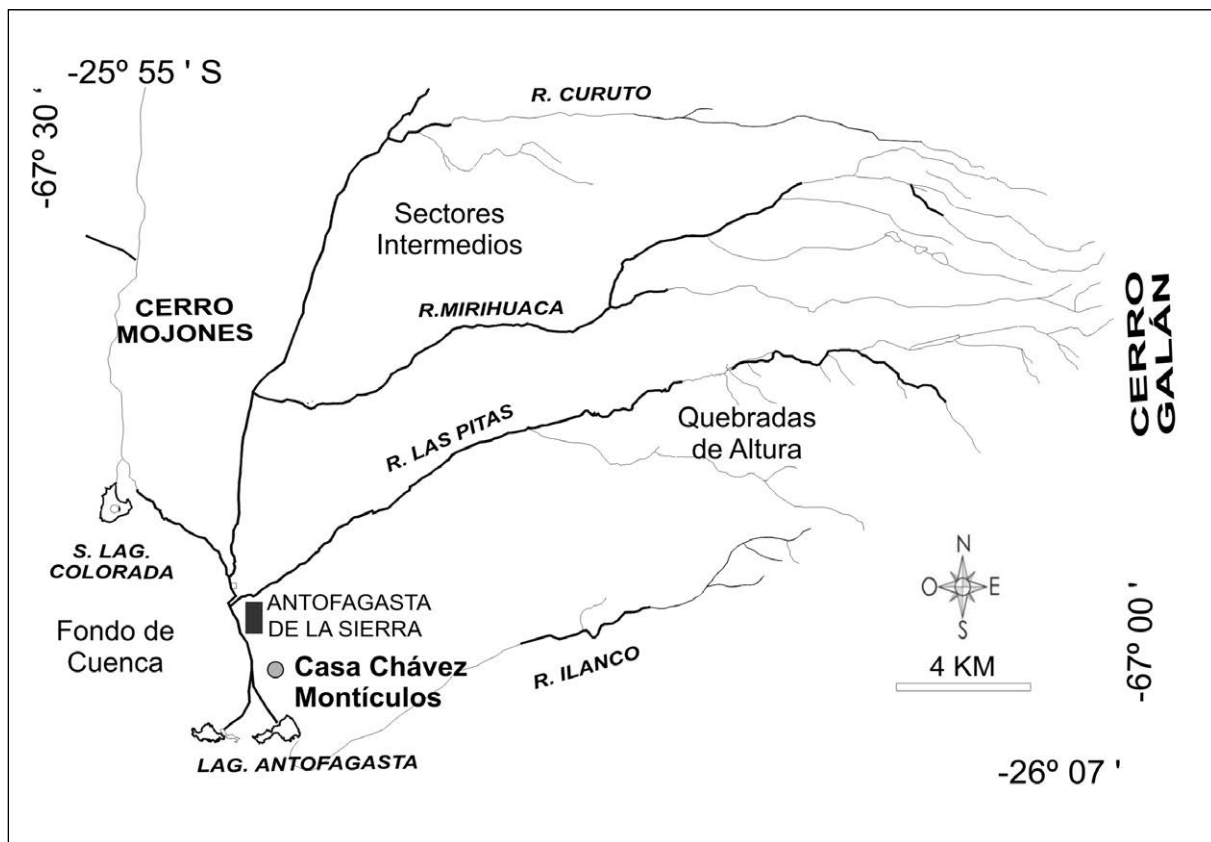 -25º 55 ' S
-67º 30 '
R. CURUTO
Sectores
Intermedios
CERRO
MOJONES
R.MIRIHUACA
CERRO
GALÁN
R. LAS PITAS
Quebradas
de Altura
S. LAG.
COLORADA
N
O
E
S
ANTOFAGASTA
DE LA SIERRA
Fondo de
Cuenca
Casa Chávez
Montículos
R. ILANCO
4 KM
-67º 00 '
LAG. ANTOFAGASTA
-26º 07 '